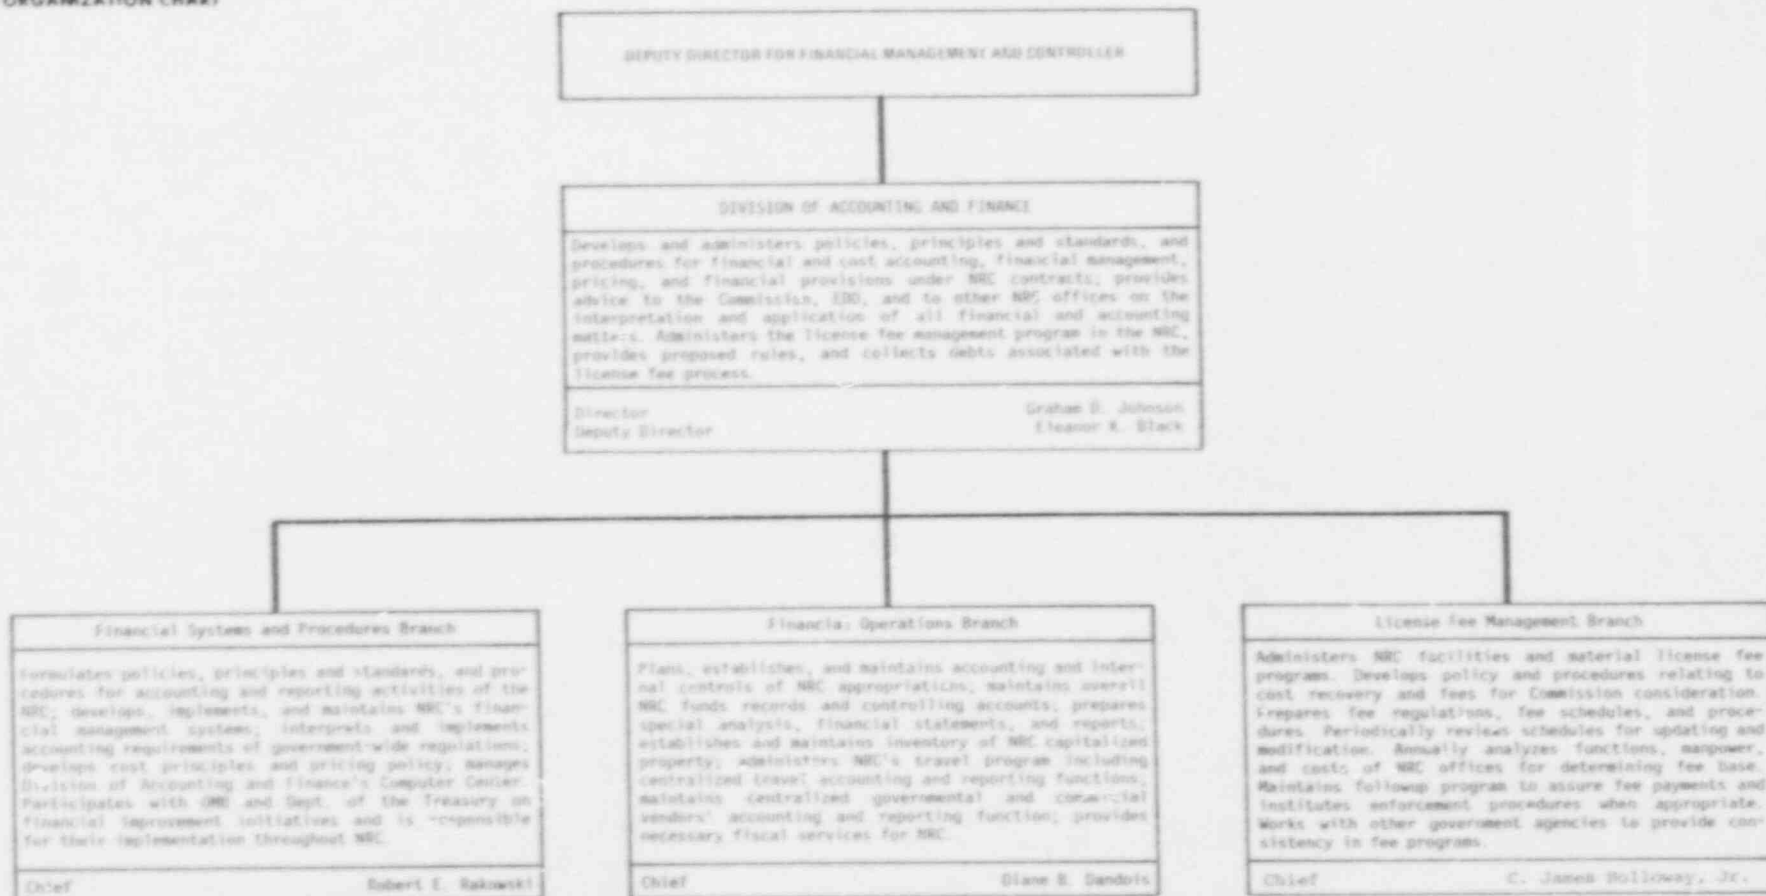 ORGANIZATION CHART
DEPUTY DIRECTOR FOR FINANCIAL MANAGEMENT AND CONTROLLER
DIVISION OF ACCOUNTING AND FINANCE
Develops and administers policies, principles and standards, and
procedures for financial and cost accounting, financial management,
pricing, and financial provisions under NRC contracts; provides
advice to the Commission, EDO, and to other NRC offices on the
interpretation and application of all financial and accounting
matters. Administers the license fee management program in the NRC,
provides proposed rules, and collects debts associated with the
license fee process.
Director Graham D. Johnson
Deputy Director Eleanor K. Black
Financial Systems and Procedures Branch
Formulates policies, principles and standards, and pro-
cedures for accounting and reporting activities of the
NRC; develops, implements, and maintains NRC's finan-
cial management systems; interprets and implements
accounting requirements of government-wide regulations;
develops cost principles and pricing policy; manages
Division of Accounting and Finance's Computer Center.
Participates with OMB and Dept. of the Treasury on
financial improvement initiatives and is responsible
for their implementation throughout NRC.
Chief Robert E. Rakowski
Financial Operations Branch
Plans, establishes, and maintains accounting and inter-
nal controls of NRC appropriations; maintains overall
NRC funds records and controlling accounts; prepares
special analysis, financial statements, and reports;
establishes and maintains inventory of NRC capitalized
property; administers NRC's travel program including
centralized travel accounting and reporting functions;
maintains centralized governmental and commercial
vendors' accounting and reporting function; provides
necessary fiscal services for NRC.
Chief Diane B. Dandois
License Fee Management Branch
Administers NRC facilities and material license fee
programs. Develops policy and procedures relating to
cost recovery and fees for Commission consideration.
Prepares fee regulations, fee schedules, and proce-
dures. Periodically reviews schedules for updating and
modification. Annually analyzes functions, manpower,
and costs of NRC offices for determining fee base.
Maintains followup program to assure fee payments and
institutes enforcement procedures when appropriate.
Works with other government agencies to provide con-
sistency in fee programs.
Chief C. James Holloway, Jr.